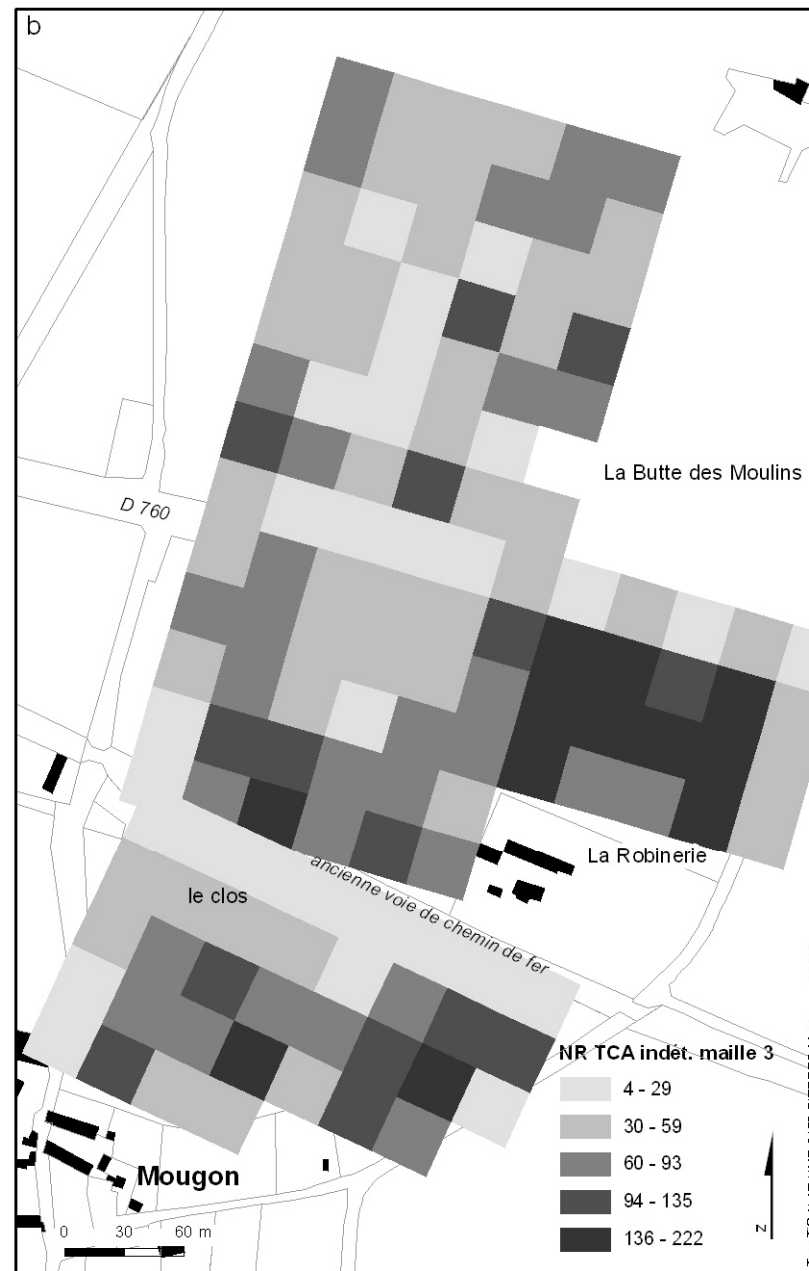 b
La Butte des Moulins
D 760
La Robinerie
ancienne voie de chemin de fer
le clos
NR TCA indét. maille 3
4 - 29
30 - 59
60 - 93
94 - 135
136 - 222
Mougon
0 30 60 m
N